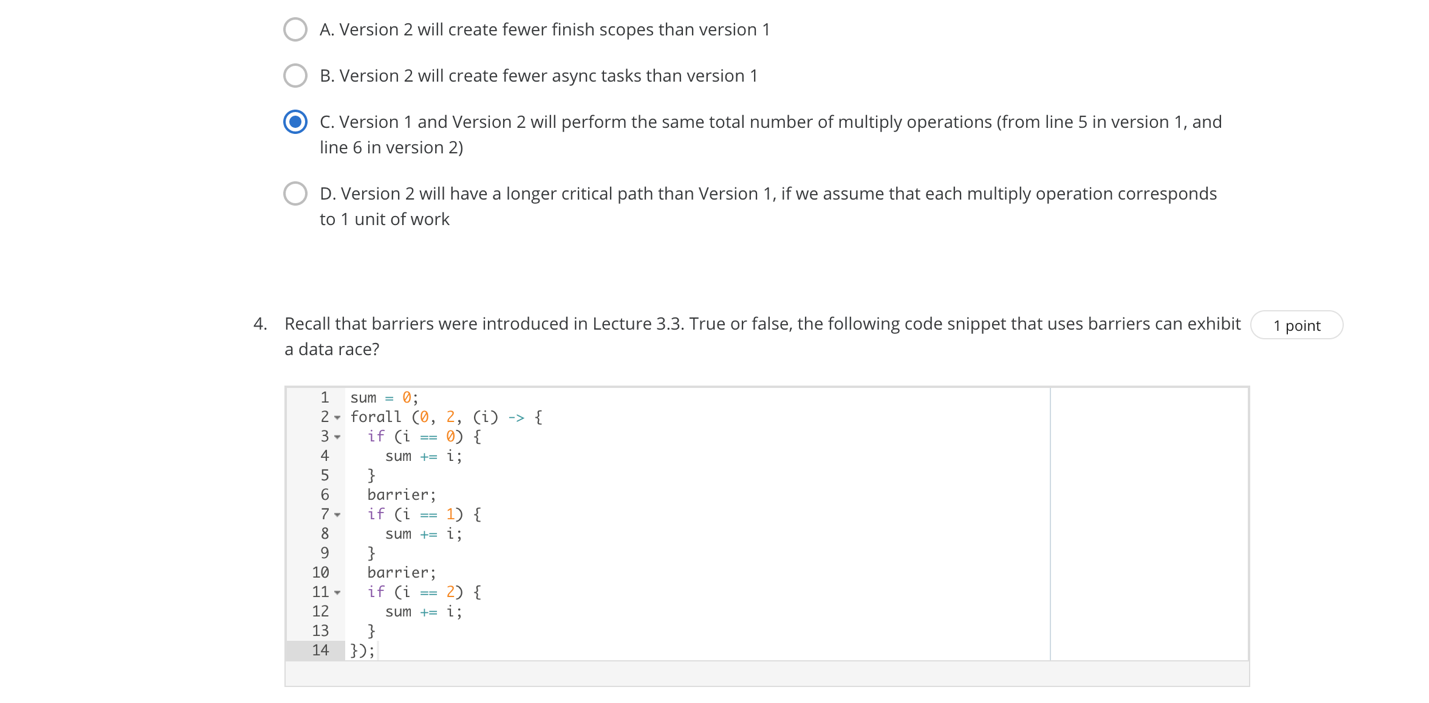 A. Version 2 will create fewer finish scopes than version 1
B. Version 2 will create fewer async tasks than version 1
C. Version 1 and Version 2 will perform the same total number of multiply operations (from line 5 in version 1, and
line 6 in version 2)
D. Version 2 will have a longer critical path than Version 1, if we assume that each multiply operation corresponds
to 1 unit of work
4. Recall that barriers were introduced in Lecture 3.3. True or false, the following code snippet that uses barriers can exhibit
a data race?
1 point
1 sum = 0;
2 forall (0, 2, (i) -> {
3   if (i == 0) {
4     sum += i;
5   }
6   barrier;
7   if (i == 1) {
8     sum += i;
9   }
10   barrier;
11   if (i == 2) {
12     sum += i;
13   }
14 });